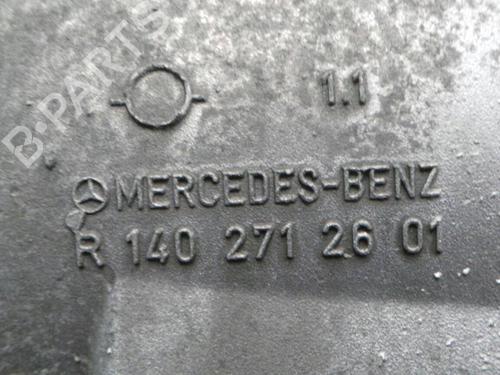 B-PARTS
1.1
MERCEDES-BENZ
R 140 271 26 01